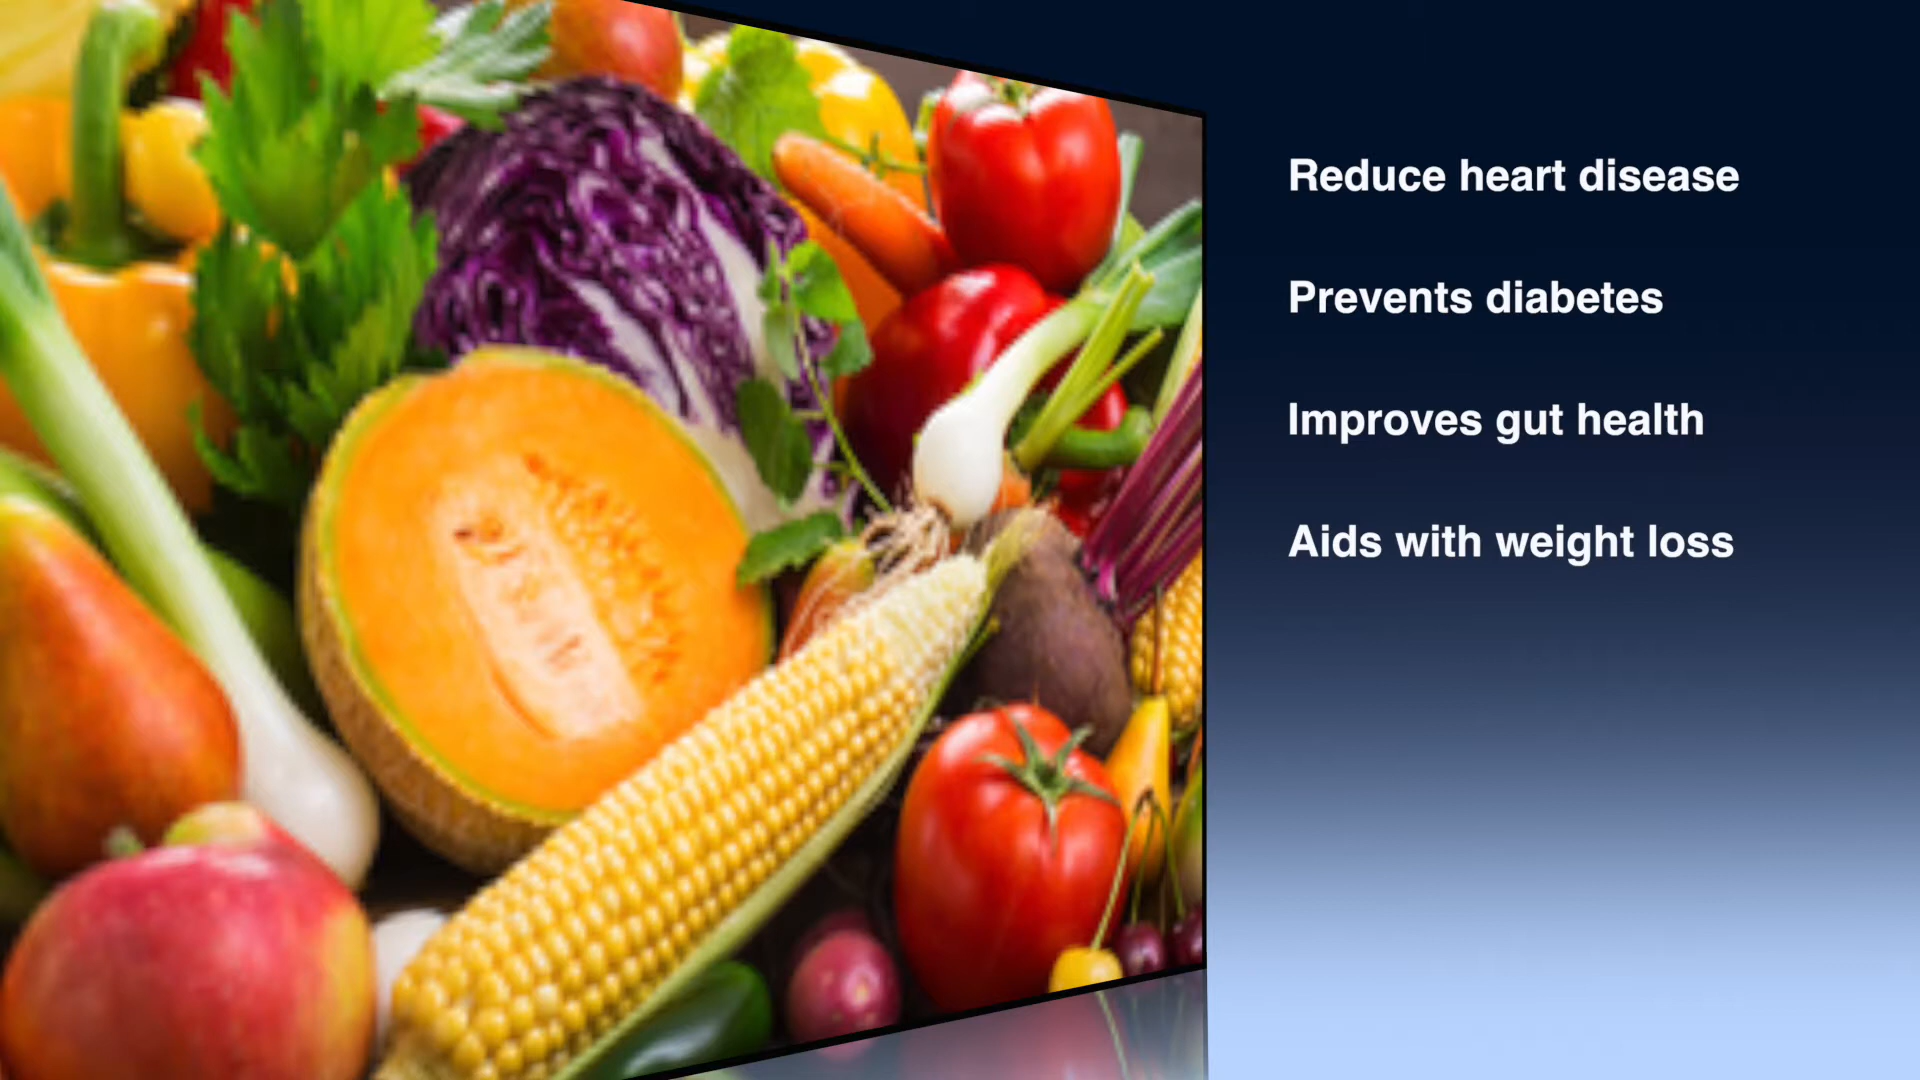 Reduce heart disease
Prevents diabetes
Improves gut health
Aids with weight loss